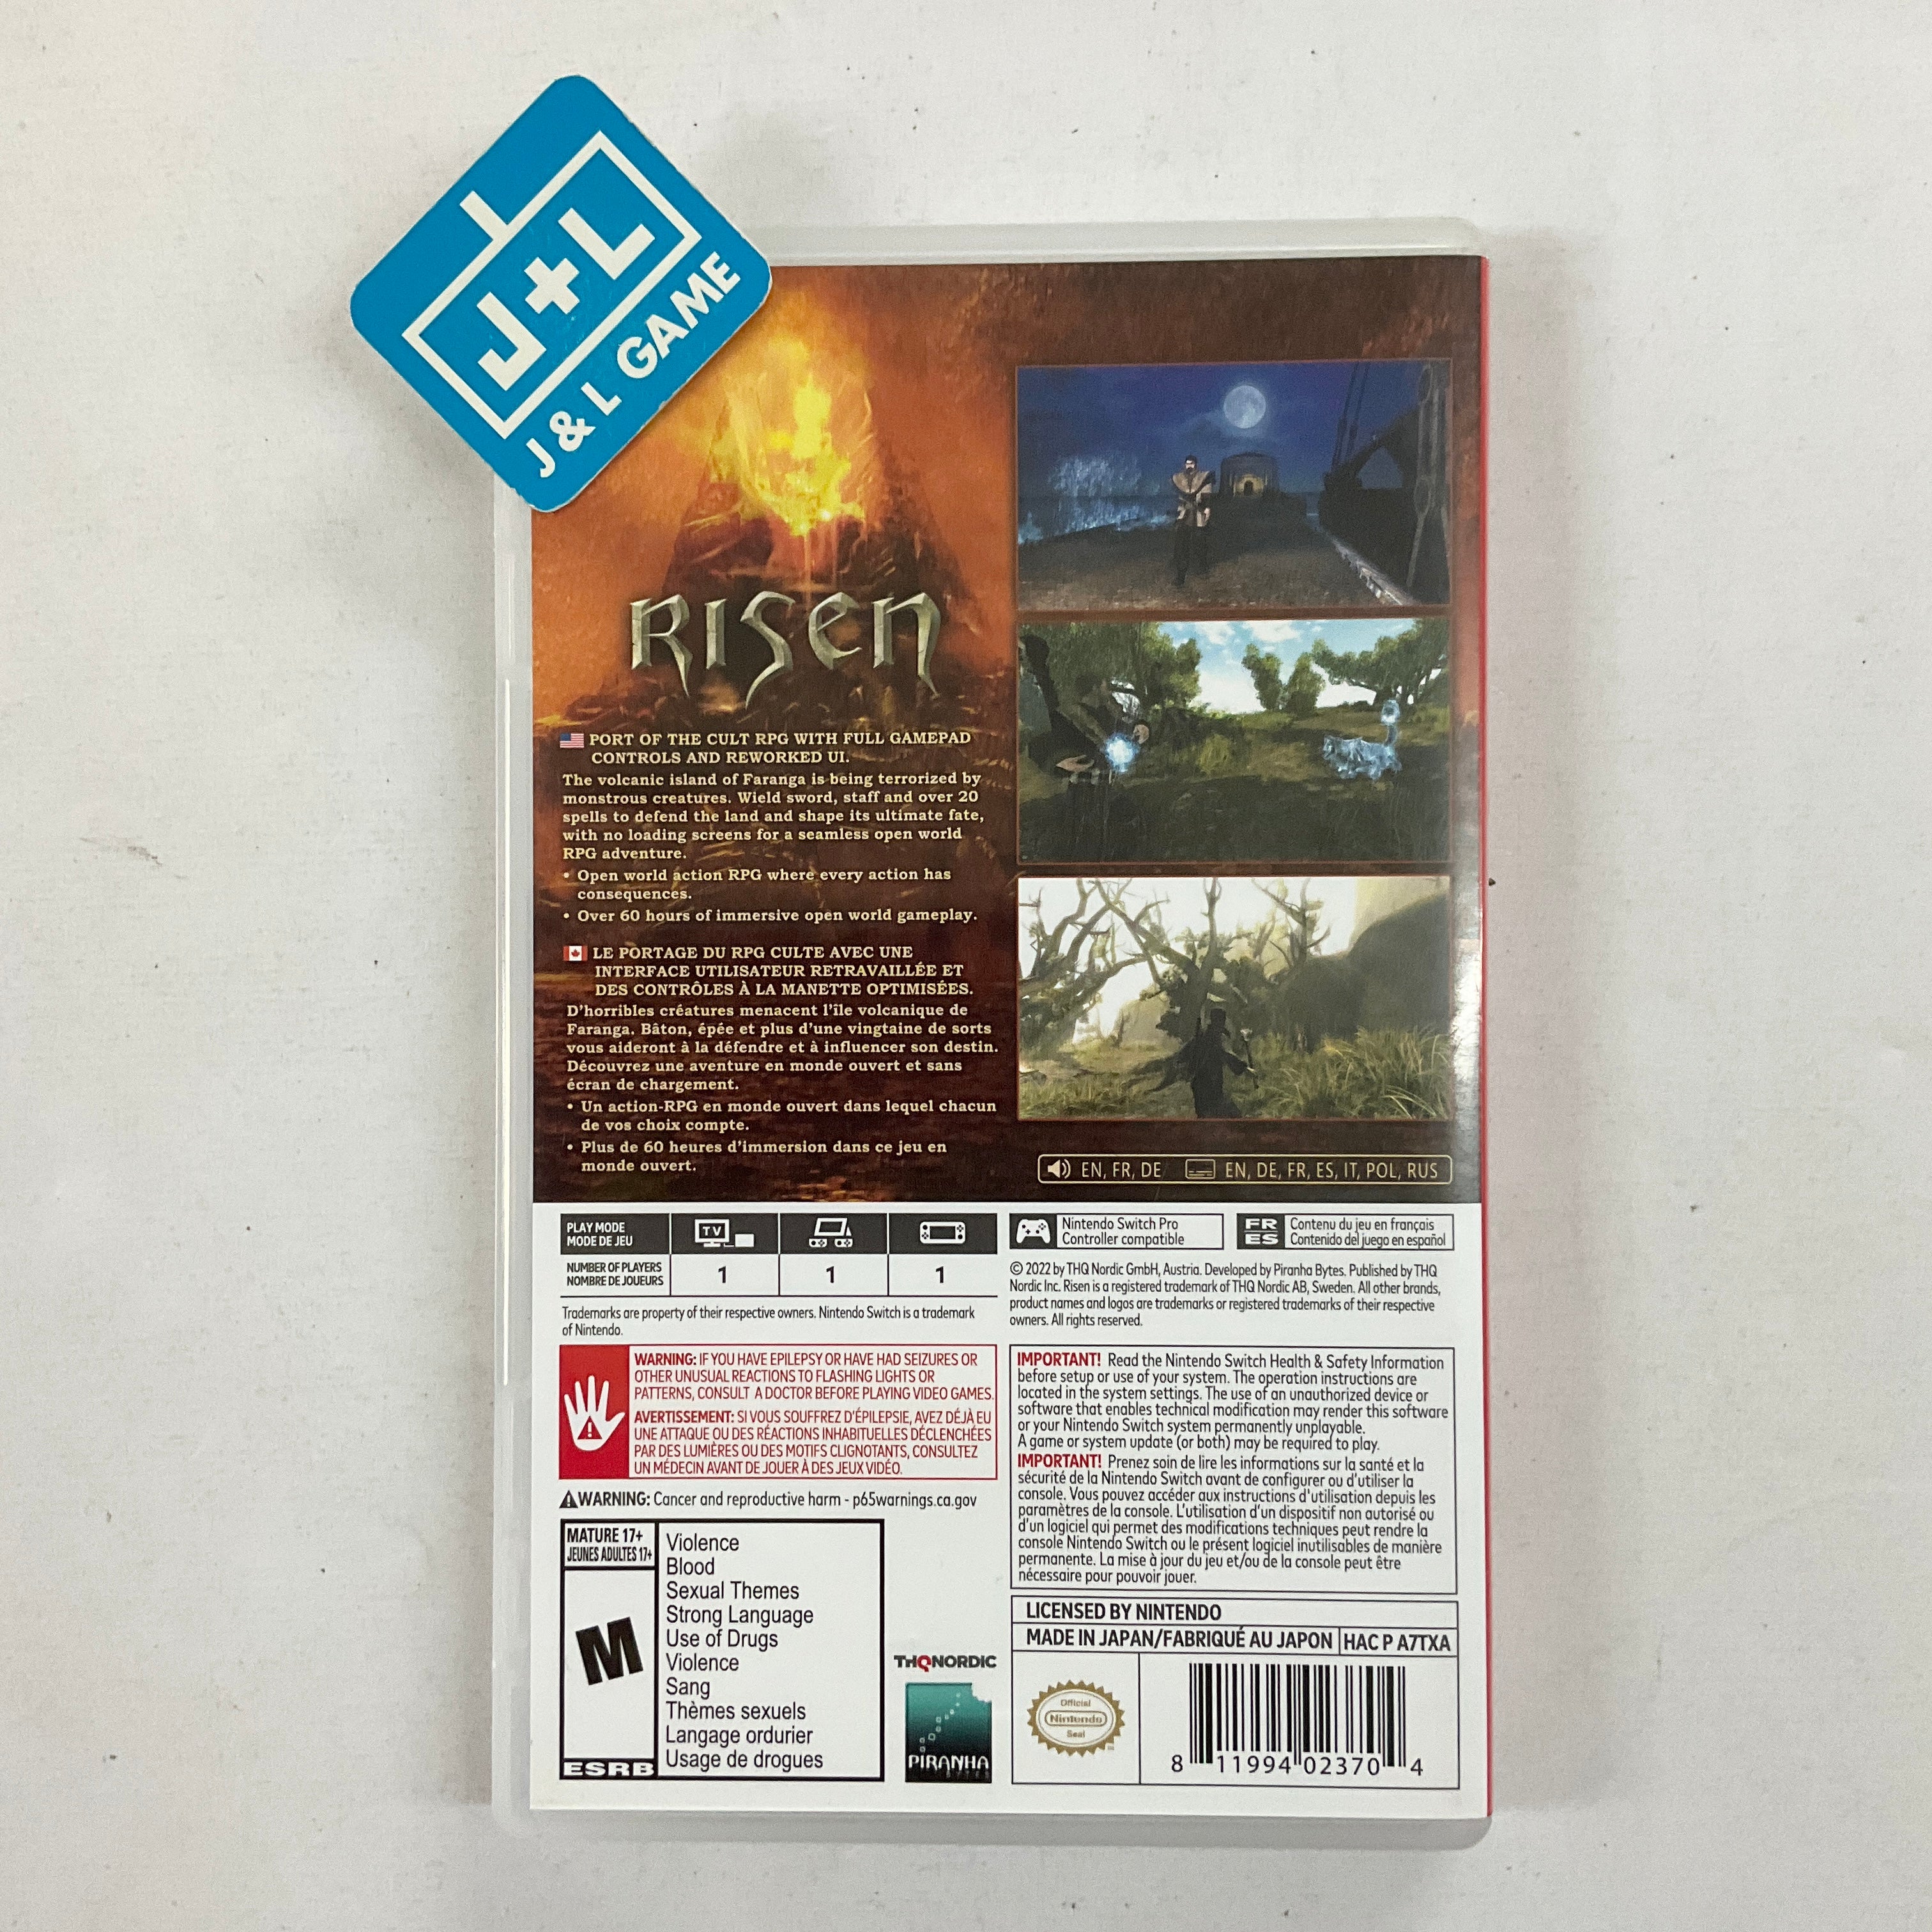 J+L
J & L GAME
RISEN
PORT OF THE CULT RPG WITH FULL GAMEPAD
CONTROLS AND REWORKED UI.
The volcanic island of Faranga is being terrorized by
monstrous creatures. Wield sword, staff and over 20
spells to defend the land and shape its ultimate fate,
with no loading screens for a seamless open world
RPG adventure.
• Open world action RPG where every action has
consequences.
• Over 60 hours of immersive open world gameplay.
LE PORTAGE DU RPG CULTE AVEC UNE
INTERFACE UTILISATEUR RETRAVAILLÉE ET
DES CONTRÔLES À LA MANETTE OPTIMISÉES.
D'horribles créatures menacent l'île volcanique de
Faranga. Bâton, épée et plus d'une vingtaine de sorts
vous aideront à la défendre et à influencer son destin.
Découvrez une aventure en monde ouvert et sans
écran de chargement.
• Un action-RPG en monde ouvert dans lequel chacun
de vos choix compte.
• Plus de 60 heures d'immersion dans ce jeu en
monde ouvert.
EN, FR, DE EN, DE, FR, ES, IT, POL, RUS
PLAY MODE
MODE DE JEU
TV
NUMBER OF PLAYERS
NOMBRE DE JOUEURS
1 1 1
Nintendo Switch Pro
Controller compatible
FR
ES
Contenu du jeu en français
Contenido del juego en español
© 2022 by THQ Nordic GmbH, Austria. Developed by Piranha Bytes. Published by THQ
Nordic Inc. Risen is a registered trademark of THQ Nordic AB, Sweden. All other brands,
product names and logos are trademarks or registered trademarks of their respective
owners. All rights reserved.
Trademarks are property of their respective owners. Nintendo Switch is a trademark
of Nintendo.
WARNING: IF YOU HAVE EPILEPSY OR HAVE HAD SEIZURES OR
OTHER UNUSUAL REACTIONS TO FLASHING LIGHTS OR
PATTERNS, CONSULT A DOCTOR BEFORE PLAYING VIDEO GAMES.
AVERTISSEMENT: SI VOUS SOUFFREZ D'ÉPILEPSIE, AVEZ DÉJÀ EU
UNE ATTAQUE OU DES RÉACTIONS INHABITUELLES DÉCLENCHÉES
PAR DES LUMIÈRES OU DES MOTIFS CLIGNOTANTS, CONSULTEZ
UN MÉDECIN AVANT DE JOUER À DES JEUX VIDÉO.
WARNING: Cancer and reproductive harm - p65warnings.ca.gov
IMPORTANT! Read the Nintendo Switch Health & Safety Information
before setup or use of your system. The operation instructions are
located in the system settings. The use of an unauthorized device or
software that enables technical modification may render this software
or your Nintendo Switch system permanently unplayable.
A game or system update (or both) may be required to play.
IMPORTANT! Prenez soin de lire les informations sur la santé et la
sécurité de la Nintendo Switch avant de configurer ou d'utiliser la
console. Vous pouvez accéder aux instructions d'utilisation depuis les
paramètres de la console. L'utilisation d'un dispositif non autorisé ou
d'un logiciel qui permet des modifications techniques peut rendre la
console Nintendo Switch ou le présent logiciel inutilisables de manière
permanente. La mise à jour du jeu et/ou de la console peut être
nécessaire pour pouvoir jouer.
MATURE 17+
JEUNES ADULTES 17+
M
ESRB
Violence
Blood
Sexual Themes
Strong Language
Use of Drugs
Violence
Sang
Thèmes sexuels
Langage ordurier
Usage de drogues
THQNORDIC
PIRANHA
BYTES
LICENSED BY NINTENDO
MADE IN JAPAN/FABRIQUÉ AU JAPON HAC P A7TXA
Official
Nintendo
Seal
8 11994 02370 4